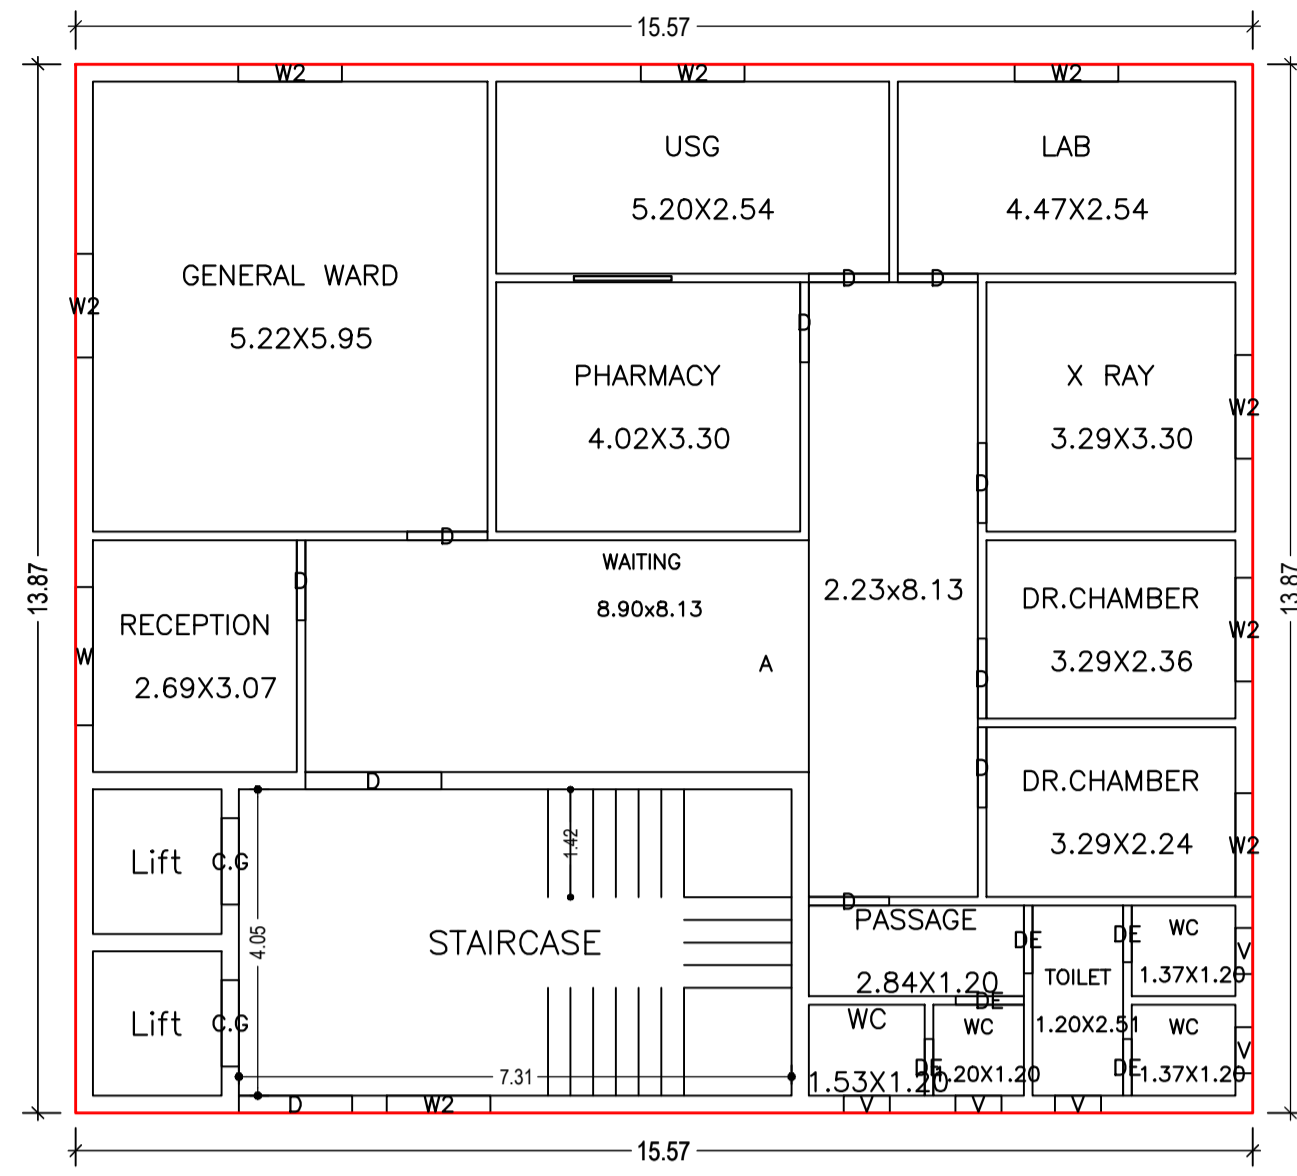 15.57
W2 W2 W2
USG
5.20X2.54
LAB
4.47X2.54
GENERAL WARD
5.22X5.95
W2
D D
D
PHARMACY
4.02X3.30
X RAY
3.29X3.30
W2
D
D
13.87
13.87
WAITING
8.90x8.13
A
2.23x8.13
D
RECEPTION
2.69X3.07
W
DR.CHAMBER
3.29X2.36
W2
D
D
DR.CHAMBER
3.29X2.24
W2
D
Lift
C.G
1.42
4.05
STAIRCASE
Lift
C.G
7.31
D
W2
D
PASSAGE
2.84X1.20
DE
DE
TOILET
1.20X2.51
DE
WC
1.37X1.20
V
WC
1.53X1.20
DE
WC
1.20X1.20
DE
WC
1.37X1.20
V
V V V
15.57